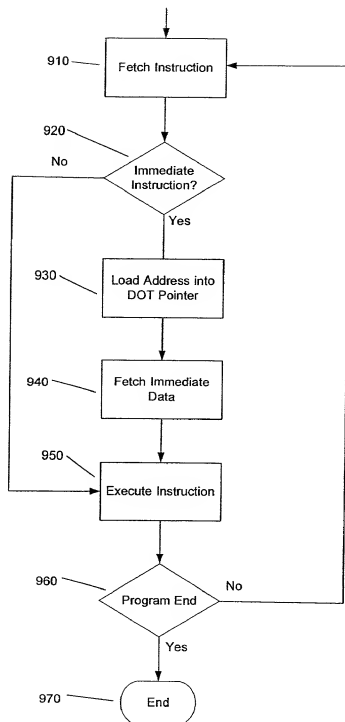 910
Fetch Instruction
920
No
Immediate
Instruction?
Yes
930
Load Address into
DOT Pointer
940
Fetch Immediate
Data
950
Execute Instruction
960
Program End
No
Yes
970
End